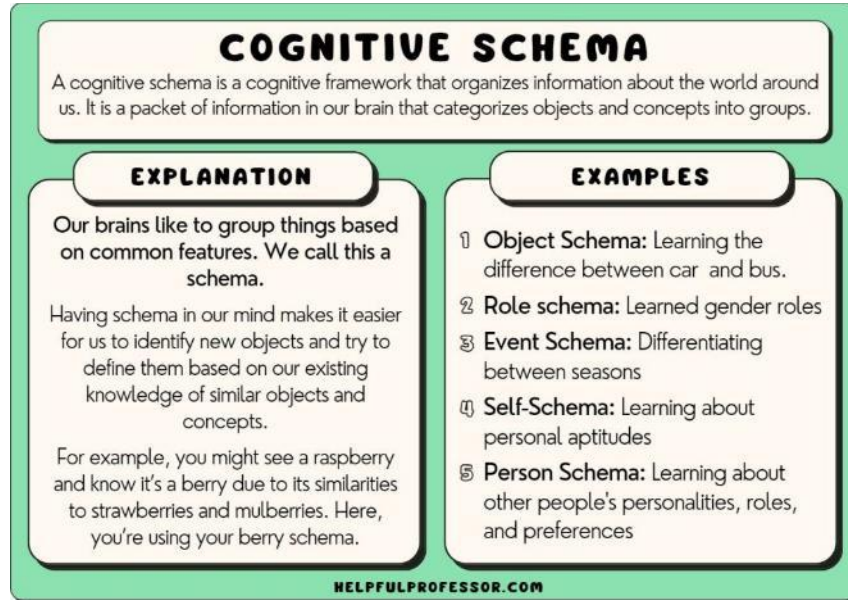 COGNITIVE SCHEMA
A cognitive schema is a cognitive framework that organizes information about the world around
us. It is a packet of information in our brain that categorizes objects and concepts into groups.
EXPLANATION
Our brains like to group things based
on common features. We call this a
schema.
Having schema in our mind makes it easier
for us to identify new objects and try to
define them based on our existing
knowledge of similar objects and
concepts.
For example, you might see a raspberry
and know it's a berry due to its similarities
to strawberries and mulberries. Here,
you're using your berry schema.
EXAMPLES
1 Object Schema: Learning the
difference between car and bus.
2 Role schema: Learned gender roles
3 Event Schema: Differentiating
between seasons
4 Self-Schema: Learning about
personal aptitudes
5 Person Schema: Learning about
other people's personalities, roles,
and preferences
HELPFULPROFESSOR.COM